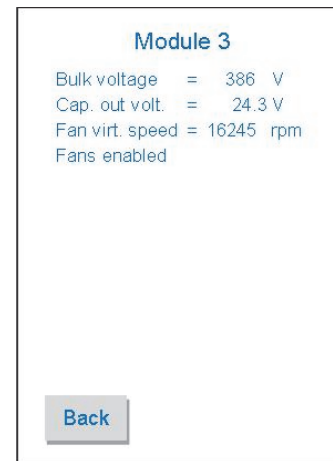 Module 3
Bulk voltage = 386 V
Cap. out volt. = 24.3 V
Fan virt. speed = 16245 rpm
Fans enabled
Back